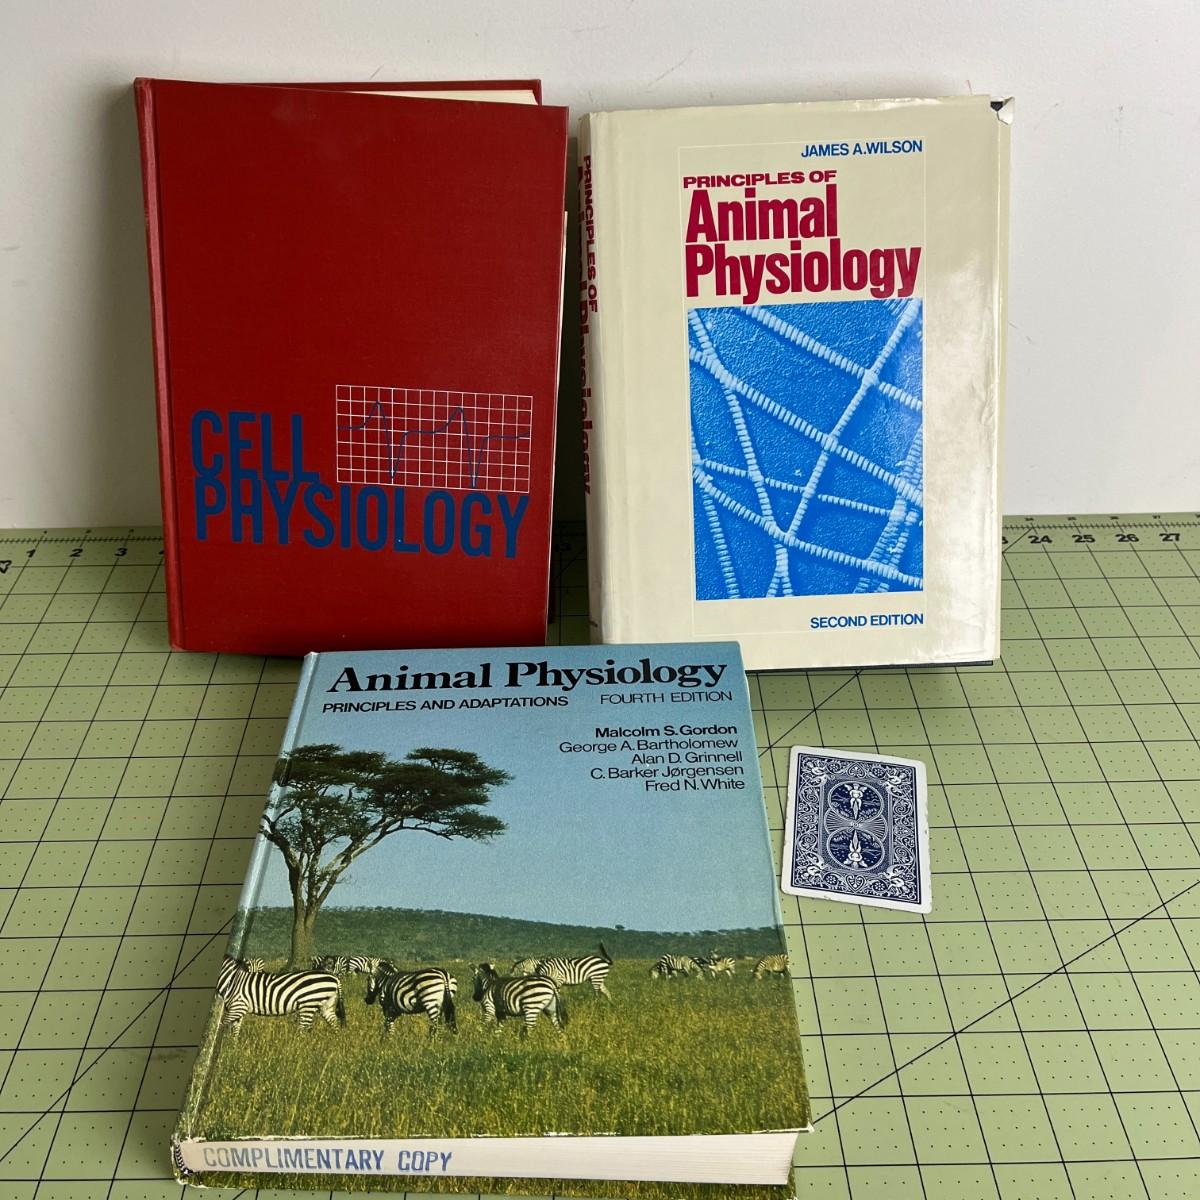 CELL
PHYSIOLOGY
PRINCIPLES OF
Animal Physiology
JAMES A. WILSON
PRINCIPLES OF
Animal
Physiology
SECOND EDITION
1 2 3
24 25 26 27
Animal Physiology
PRINCIPLES AND ADAPTATIONS FOURTH EDITION
Malcolm S. Gordon
George A. Bartholomew
Alan D. Grinnell
C. Barker Jørgensen
Fred N. White
COMPLIMENTARY COPY